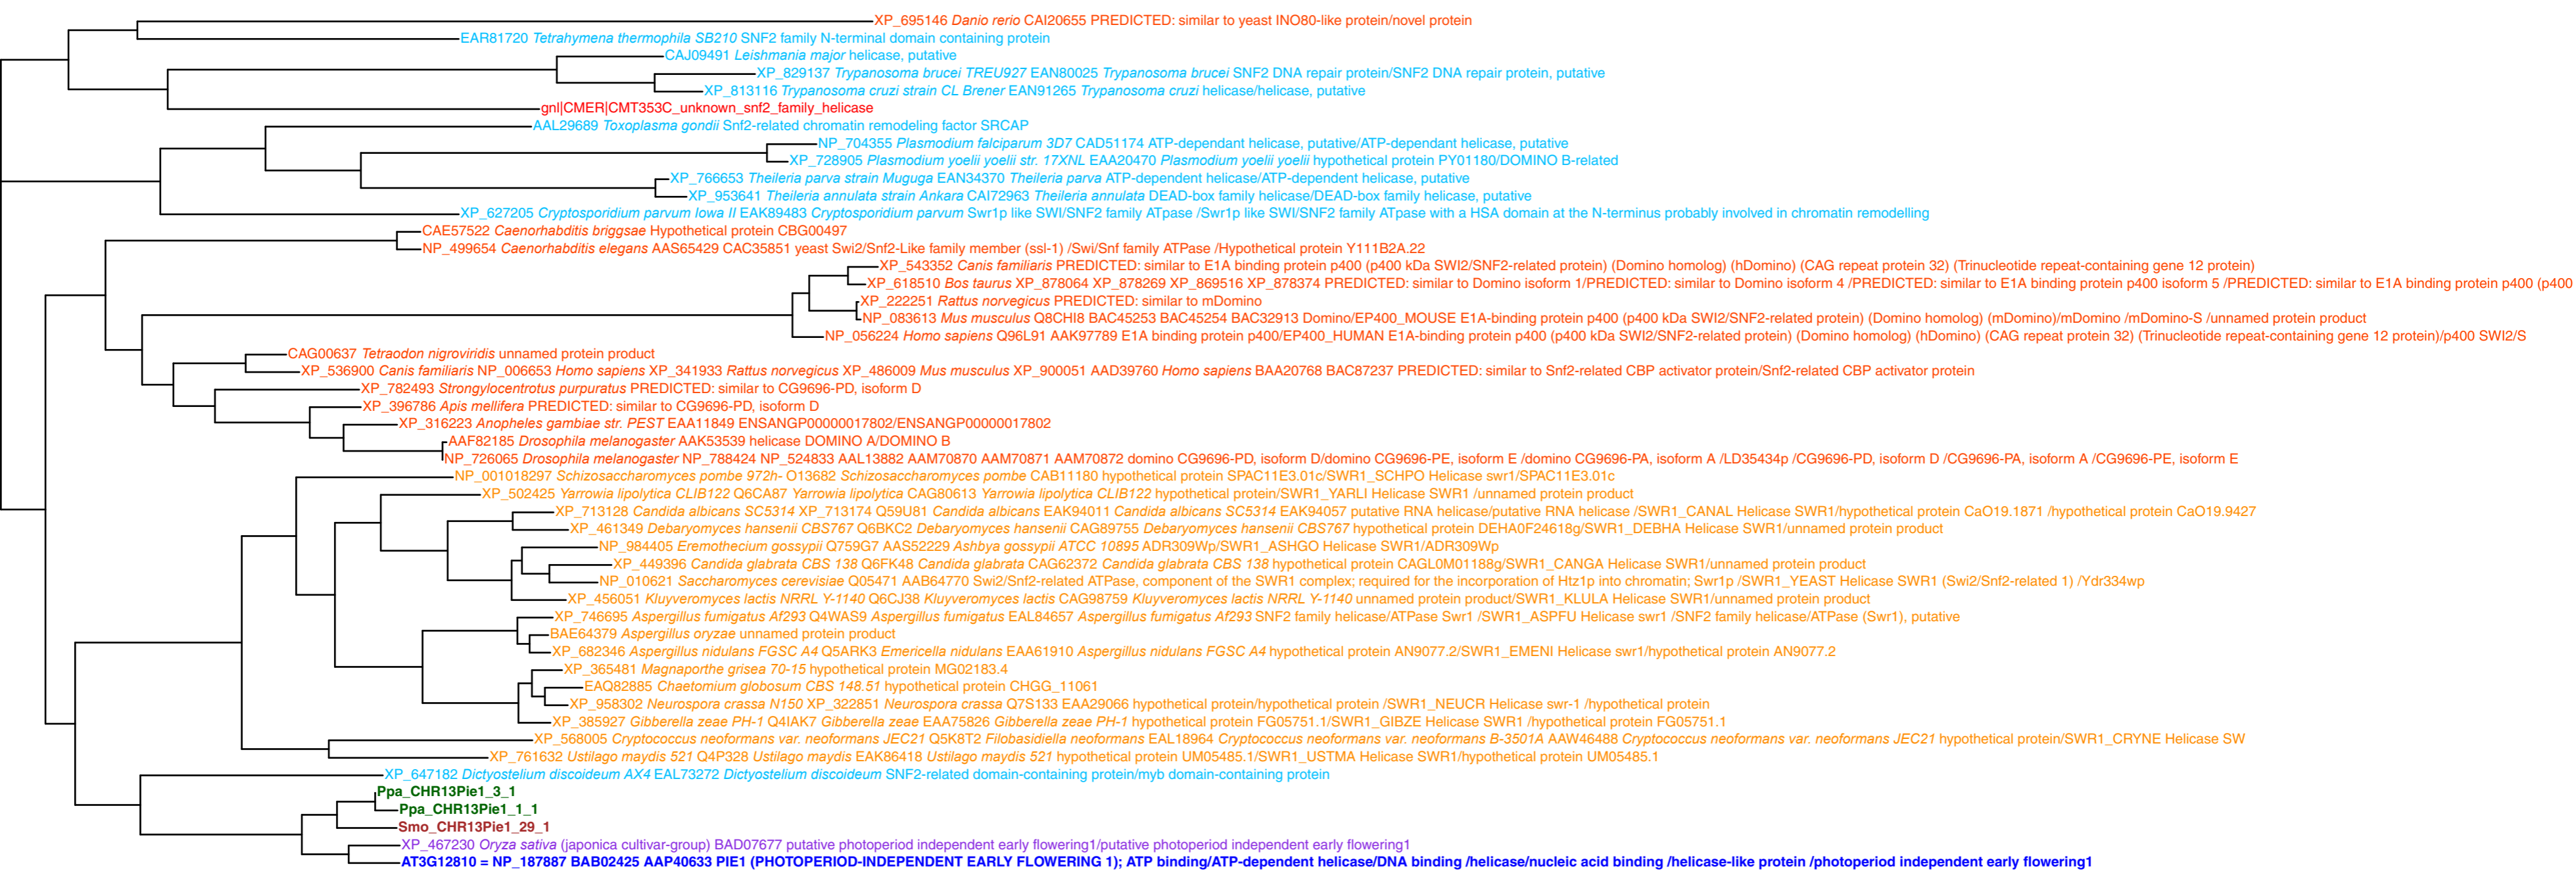 XP_695146 Danio rerio CAI20655 PREDICTED: similar to yeast INO80-like protein/novel protein
EAR81720 Tetrahymena thermophila SB210 SNF2 family N-terminal domain containing protein
CAJ09491 Leishmania major helicase, putative
XP_829137 Trypanosoma brucei TREU927 EAN80025 Trypanosoma brucei SNF2 DNA repair protein/SNF2 DNA repair protein, putative
XP_813116 Trypanosoma cruzi strain CL Brener EAN91265 Trypanosoma cruzi helicase/helicase, putative
gnl|CMER|CMT353C_unknown_snf2_family_helicase
AAL29689 Toxoplasma gondii Snf2-related chromatin remodeling factor SRCAP
NP_704355 Plasmodium falciparum 3D7 CAD51174 ATP-dependant helicase, putative/ATP-dependant helicase, putative
XP_728905 Plasmodium yoelii yoelii str. 17XNL EAA20470 Plasmodium yoelii yoelii hypothetical protein PY01180/DOMINO B-related
XP_766653 Theileria parva strain Muguga EAN34370 Theileria parva ATP-dependent helicase/ATP-dependent helicase, putative
XP_953641 Theileria annulata strain Ankara CAI72963 Theileria annulata DEAD-box family helicase/DEAD-box family helicase, putative
XP_627205 Cryptosporidium parvum Iowa II EAK89483 Cryptosporidium parvum Swr1p like SWI/SNF2 family ATpase /Swr1p like SWI/SNF2 family ATpase with a HSA domain at the N-terminus probably involved in chromatin remodelling
CAE57522 Caenorhabditis briggsae Hypothetical protein CBG00497
NP_499654 Caenorhabditis elegans AAS65429 CAC35851 yeast Swi2/Snf2-Like family member (ssl-1) /Swi/Snf family ATPase /Hypothetical protein Y111B2A.22
XP_543352 Canis familiaris PREDICTED: similar to E1A binding protein p400 (p400 kDa SWI2/SNF2-related protein) (Domino homolog) (hDomino) (CAG repeat protein 32) (Trinucleotide repeat-containing gene 12 protein)
XP_618510 Bos taurus XP_878064 XP_878269 XP_869516 XP_878374 PREDICTED: similar to Domino isoform 1/PREDICTED: similar to Domino isoform 4 /PREDICTED: similar to E1A binding protein p400 isoform 5 /PREDICTED: similar to E1A binding protein p400 (p400
XP_222251 Rattus norvegicus PREDICTED: similar to mDomino
NP_083613 Mus musculus Q8CHI8 BAC45253 BAC45254 BAC32913 Domino/EP400_MOUSE E1A-binding protein p400 (p400 kDa SWI2/SNF2-related protein) (Domino homolog) (mDomino)/mDomino /mDomino-S /unnamed protein product
NP_056224 Homo sapiens Q96L91 AAK97789 E1A binding protein p400/EP400_HUMAN E1A-binding protein p400 (p400 kDa SWI2/SNF2-related protein) (Domino homolog) (hDomino) (CAG repeat protein 32) (Trinucleotide repeat-containing gene 12 protein)/p400 SWI2/S
CAG00637 Tetraodon nigroviridis unnamed protein product
XP_536900 Canis familiaris NP_006653 Homo sapiens XP_341933 Rattus norvegicus XP_486009 Mus musculus XP_900051 AAD39760 Homo sapiens BAA20768 BAC87237 PREDICTED: similar to Snf2-related CBP activator protein/Snf2-related CBP activator protein
XP_782493 Strongylocentrotus purpuratus PREDICTED: similar to CG9696-PD, isoform D
XP_396786 Apis mellifera PREDICTED: similar to CG9696-PD, isoform D
XP_316223 Anopheles gambiae str. PEST EAA11849 ENSANGP00000017802/ENSANGP00000017802
AAF82185 Drosophila melanogaster AAK53539 helicase DOMINO A/DOMINO B
NP_726065 Drosophila melanogaster NP_788424 NP_524833 AAL13882 AAM70870 AAM70871 AAM70872 domino CG9696-PD, isoform D/domino CG9696-PE, isoform E /domino CG9696-PA, isoform A /LD35434p /CG9696-PD, isoform D /CG9696-PA, isoform A /CG9696-PE, isoform E
NP_001018297 Schizosaccharomyces pombe 972h- O13682 Schizosaccharomyces pombe CAB11180 hypothetical protein SPAC11E3.01c/SWR1_SCHPO Helicase swr1/SPAC11E3.01c
XP_502425 Yarrowia lipolytica CLIB122 Q6CA87 Yarrowia lipolytica CAG80613 Yarrowia lipolytica CLIB122 hypothetical protein/SWR1_YARLI Helicase SWR1 /unnamed protein product
XP_713128 Candida albicans SC5314 XP_713174 Q59U81 Candida albicans EAK94011 Candida albicans SC5314 EAK94057 putative RNA helicase/putative RNA helicase /SWR1_CANAL Helicase SWR1/hypothetical protein CaO19.1871 /hypothetical protein CaO19.9427
XP_461349 Debaryomyces hansenii CBS767 Q6BKC2 Debaryomyces hansenii CAG89755 Debaryomyces hansenii CBS767 hypothetical protein DEHA0F24618g/SWR1_DEBHA Helicase SWR1/unnamed protein product
NP_984405 Eremothecium gossypii Q759G7 AAS52229 Ashbya gossypii ATCC 10895 ADR309Wp/SWR1_ASHGO Helicase SWR1/ADR309Wp
XP_449396 Candida glabrata CBS 138 Q6FK48 Candida glabrata CAG62372 Candida glabrata CBS 138 hypothetical protein CAGL0M01188g/SWR1_CANGA Helicase SWR1/unnamed protein product
NP_010621 Saccharomyces cerevisiae Q05471 AAB64770 Swi2/Snf2-related ATPase, component of the SWR1 complex; required for the incorporation of Htz1p into chromatin; Swr1p /SWR1_YEAST Helicase SWR1 (Swi2/Snf2-related 1) /Ydr334wp
XP_456051 Kluyveromyces lactis NRRL Y-1140 Q6CJ38 Kluyveromyces lactis CAG98759 Kluyveromyces lactis NRRL Y-1140 unnamed protein product/SWR1_KLULA Helicase SWR1/unnamed protein product
XP_746695 Aspergillus fumigatus Af293 Q4WAS9 Aspergillus fumigatus EAL84657 Aspergillus fumigatus Af293 SNF2 family helicase/ATPase Swr1 /SWR1_ASPFU Helicase swr1 /SNF2 family helicase/ATPase (Swr1), putative
BAE64379 Aspergillus oryzae unnamed protein product
XP_682346 Aspergillus nidulans FGSC A4 Q5ARK3 Emericella nidulans EAA61910 Aspergillus nidulans FGSC A4 hypothetical protein AN9077.2/SWR1_EMENI Helicase swr1/hypothetical protein AN9077.2
XP_365481 Magnaporthe grisea 70-15 hypothetical protein MG02183.4
EAQ82885 Chaetomium globosum CBS 148.51 hypothetical protein CHGG_11061
XP_958302 Neurospora crassa N150 XP_322851 Neurospora crassa Q7S133 EAA29066 hypothetical protein/hypothetical protein /SWR1_NEUCR Helicase swr-1 /hypothetical protein
XP_385927 Gibberella zeae PH-1 Q4IAK7 Gibberella zeae EAA75826 Gibberella zeae PH-1 hypothetical protein FG05751.1/SWR1_GIBZE Helicase SWR1 /hypothetical protein FG05751.1
XP_568005 Cryptococcus neoformans var. neoformans JEC21 Q5K8T2 Filobasidiella neoformans EAL18964 Cryptococcus neoformans var. neoformans B-3501A AAW46488 Cryptococcus neoformans var. neoformans JEC21 hypothetical protein/SWR1_CRYNE Helicase SW
XP_761632 Ustilago maydis 521 Q4P328 Ustilago maydis EAK86418 Ustilago maydis 521 hypothetical protein UM05485.1/SWR1_USTMA Helicase SWR1/hypothetical protein UM05485.1
XP_647182 Dictyostelium discoideum AX4 EAL73272 Dictyostelium discoideum SNF2-related domain-containing protein/myb domain-containing protein
Ppa_CHR13Pie1_3_1
Ppa_CHR13Pie1_1_1
Smo_CHR13Pie1_29_1
XP_467230 Oryza sativa (japonica cultivar-group) BAD07677 putative photoperiod independent early flowering1/putative photoperiod independent early flowering1
AT3G12810 = NP_187887 BAB02425 AAP40633 PIE1 (PHOTOPERIOD-INDEPENDENT EARLY FLOWERING 1); ATP binding/ATP-dependent helicase/DNA binding /helicase/nucleic acid binding /helicase-like protein /photoperiod independent early flowering1